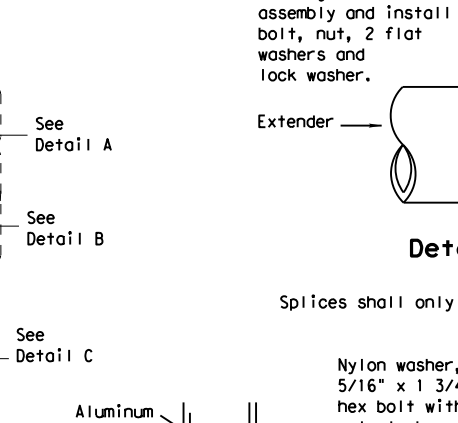 assembly and install
bolt, nut, 2 flat
washers and
lock washer.
Extender
See
Detail A
See
Detail B
Splices shall only
See
Detail C
Nylon washer,
5/16" x 1 3/4
hex bolt with
Aluminum